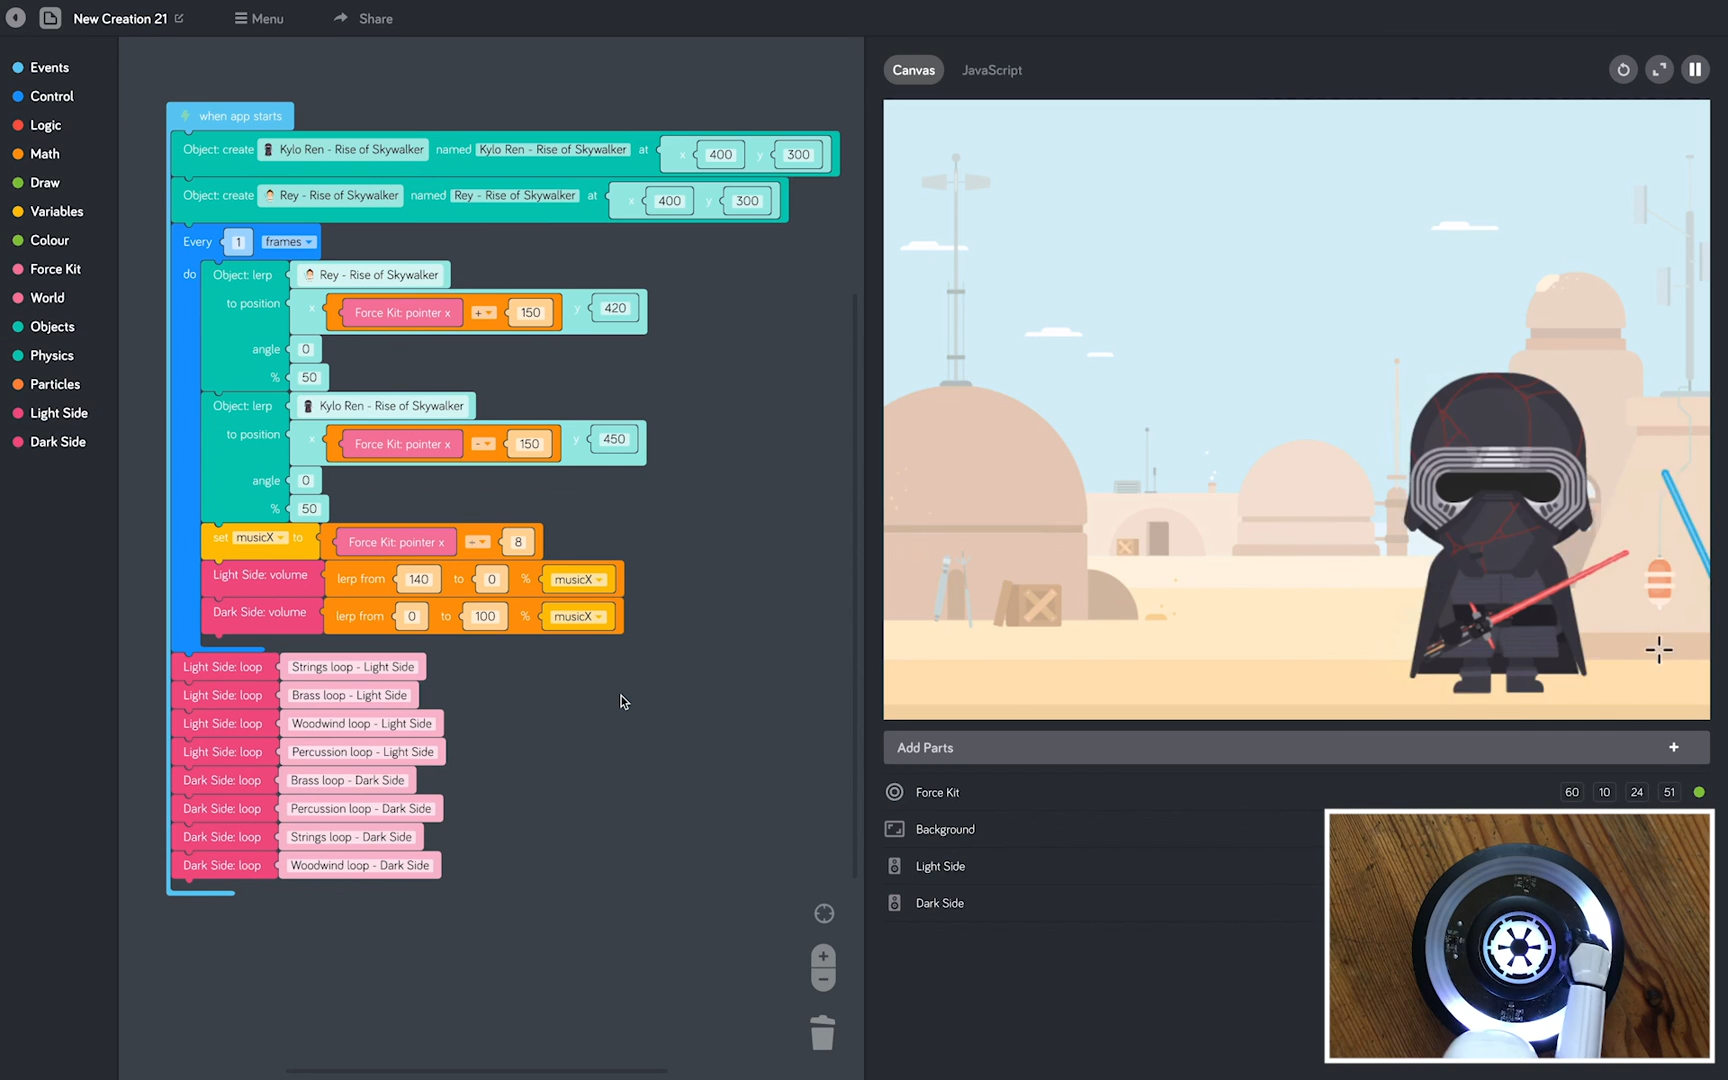 New Creation 21
Menu
Share
Events
Control
Logic
Math
Draw
Variables
Colour
Force Kit
World
Objects
Physics
Particles
Light Side
Dark Side
when app starts
Object: create Kylo Ren - Rise of Skywalker named Kylo Ren - Rise of Skywalker at x 400 y 300
Object: create Rey - Rise of Skywalker named Rey - Rise of Skywalker at x 400 y 300
Every 1 frames
do Object: lerp Rey - Rise of Skywalker
to position x Force Kit: pointer x + 150 y 420
angle 0
% 50
Object: lerp Kylo Ren - Rise of Skywalker
to position x Force Kit: pointer x - 150 y 450
angle 0
% 50
set musicX to Force Kit: pointer x ÷ 8
Light Side: volume lerp from 140 to 0 % musicX
Dark Side: volume lerp from 0 to 100 % musicX
Light Side: loop Strings loop - Light Side
Light Side: loop Brass loop - Light Side
Light Side: loop Woodwind loop - Light Side
Light Side: loop Percussion loop - Light Side
Dark Side: loop Brass loop - Dark Side
Dark Side: loop Percussion loop - Dark Side
Dark Side: loop Strings loop - Dark Side
Dark Side: loop Woodwind loop - Dark Side
Canvas
JavaScript
Add Parts +
Force Kit 60 10 24 51
Background
Light Side
Dark Side